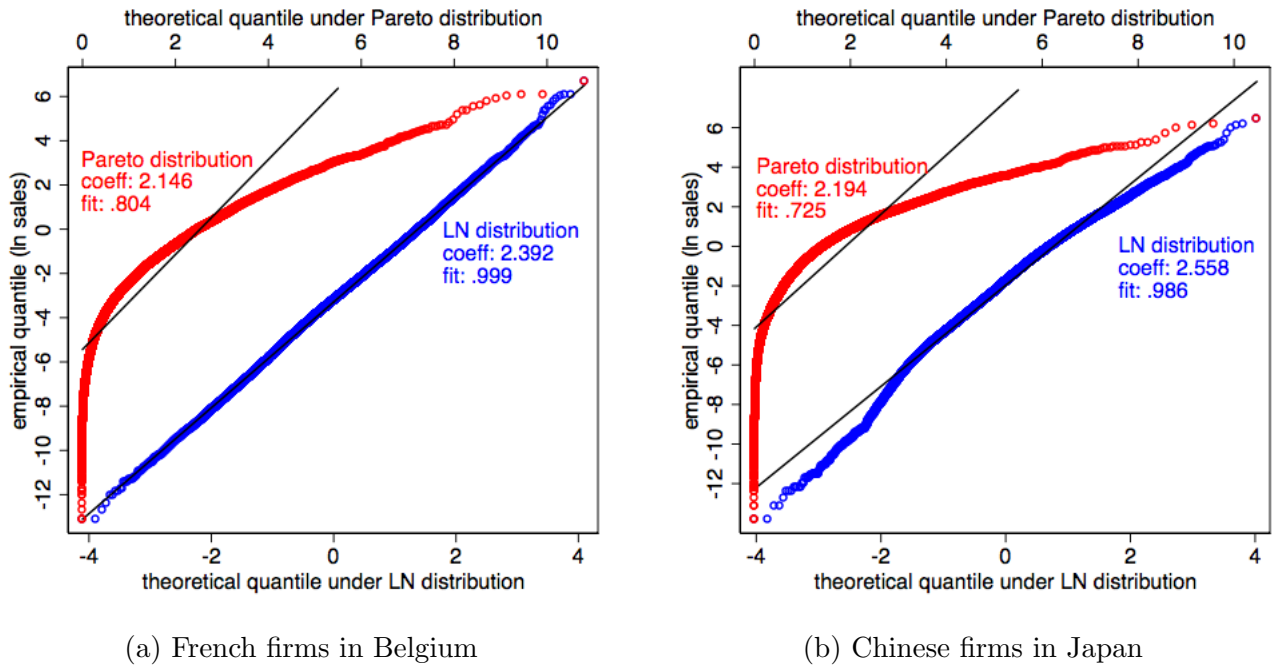 theoretical quantile under Pareto distribution
0 2 4 6 8 10
empirical quantile (ln sales)
6
4
2
0
-2
-4
-6
-8
-10
-12
Pareto distribution
coeff: 2.146
fit: .804
LN distribution
coeff: 2.392
fit: .999
-4 -2 0 2 4
theoretical quantile under LN distribution
(a) French firms in Belgium
theoretical quantile under Pareto distribution
0 2 4 6 8 10
empirical quantile (ln sales)
6
4
2
0
-2
-4
-6
-8
-10
-12
Pareto distribution
coeff: 2.194
fit: .725
LN distribution
coeff: 2.558
fit: .986
-4 -2 0 2 4
theoretical quantile under LN distribution
(b) Chinese firms in Japan